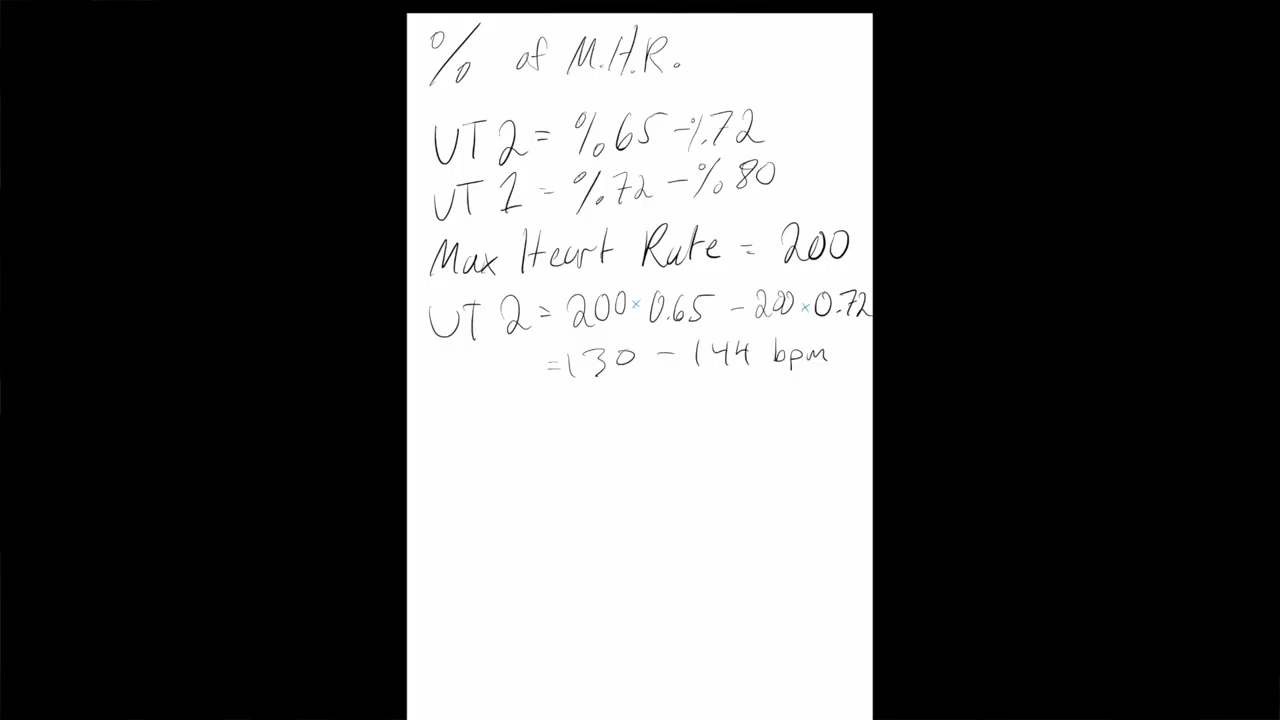 % of M.H.R.
UT 2 = %65 - %72
UT 1 = %72 - %80
Max Heart Rate = 200
UT 2 = 200 × 0.65 - 200 × 0.72
= 130 - 144 bpm